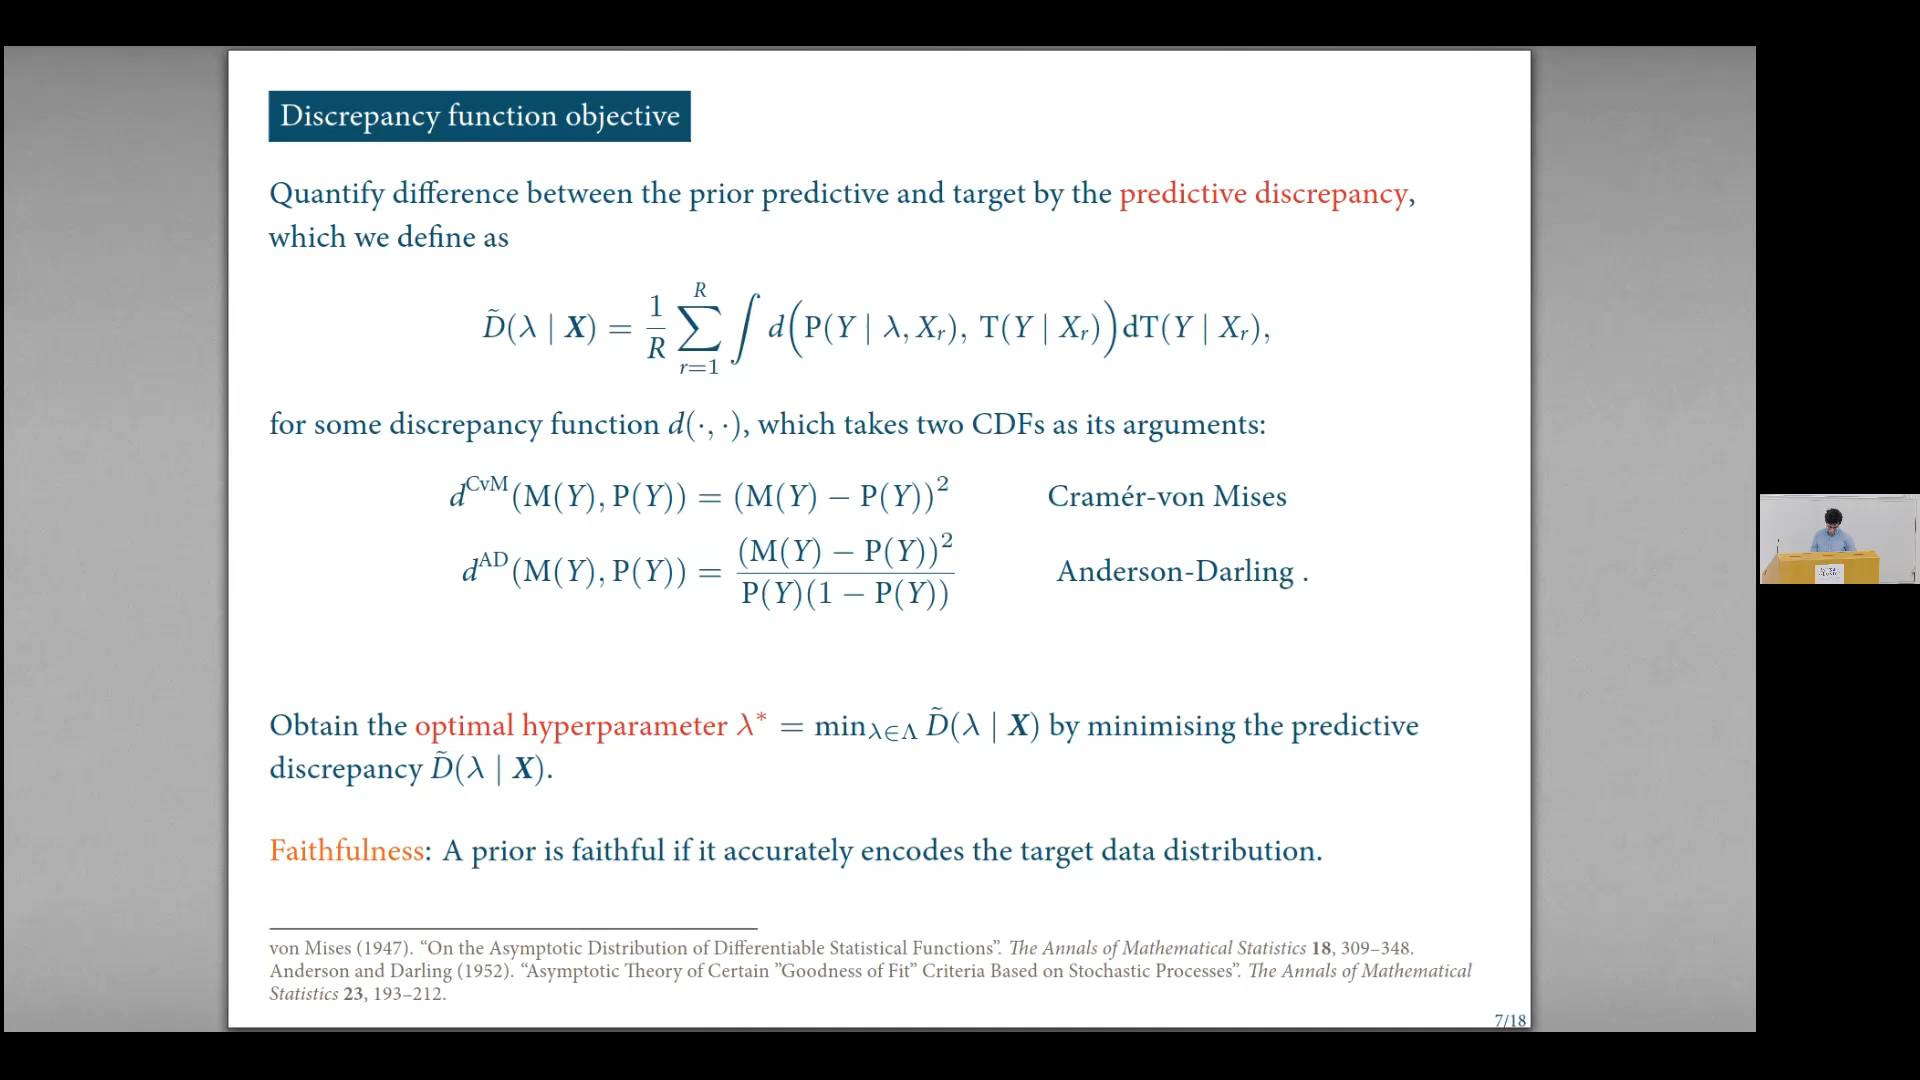 Discrepancy function objective
Quantify difference between the prior predictive and target by the predictive discrepancy,
which we define as
D̃(λ | X) = 1/R ∑_{r=1}^{R} ∫ d(P(Y | λ, X_r), T(Y | X_r)) dT(Y | X_r),
for some discrepancy function d(·, ·), which takes two CDFs as its arguments:
d^CvM(M(Y), P(Y)) = (M(Y) − P(Y))² Cramér-von Mises
d^AD(M(Y), P(Y)) = (M(Y) − P(Y))² / P(Y)(1 − P(Y)) Anderson-Darling .
Obtain the optimal hyperparameter λ* = min_{λ∈Λ} D̃(λ | X) by minimising the predictive
discrepancy D̃(λ | X).
Faithfulness: A prior is faithful if it accurately encodes the target data distribution.
von Mises (1947). “On the Asymptotic Distribution of Differentiable Statistical Functions”. The Annals of Mathematical Statistics 18, 309–348.
Anderson and Darling (1952). “Asymptotic Theory of Certain ”Goodness of Fit” Criteria Based on Stochastic Processes”. The Annals of Mathematical
Statistics 23, 193–212.
7/18